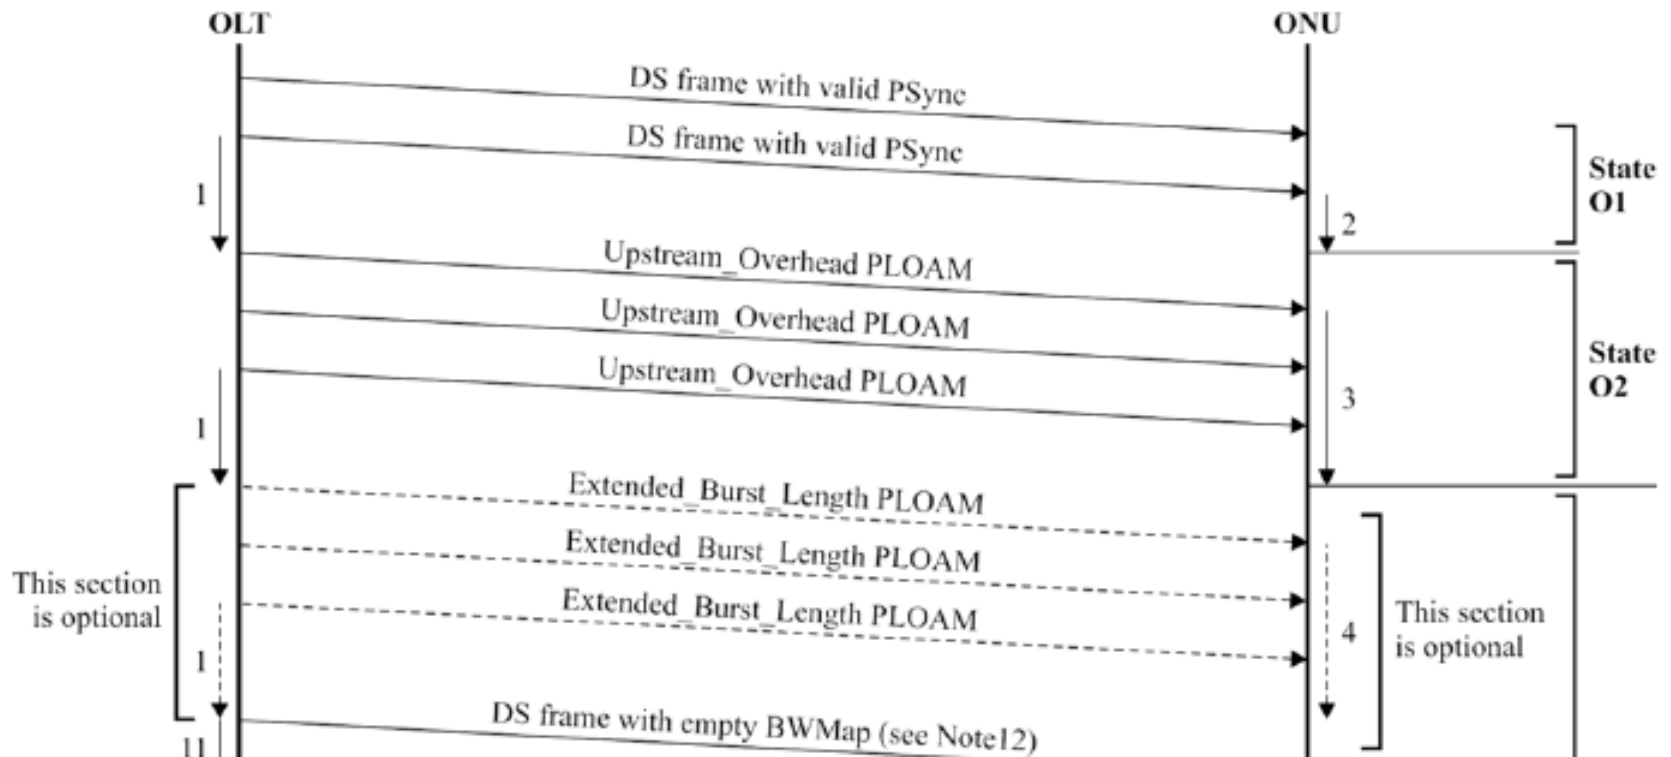 OLT
ONU
DS frame with valid PSync
DS frame with valid PSync
State
O1
1
2
Upstream_Overhead PLOAM
Upstream_Overhead PLOAM
Upstream_Overhead PLOAM
State
O2
3
1
Extended_Burst_Length PLOAM
Extended_Burst_Length PLOAM
Extended_Burst_Length PLOAM
This section
is optional
This section
is optional
4
1
DS frame with empty BWMap (see Note12)
11